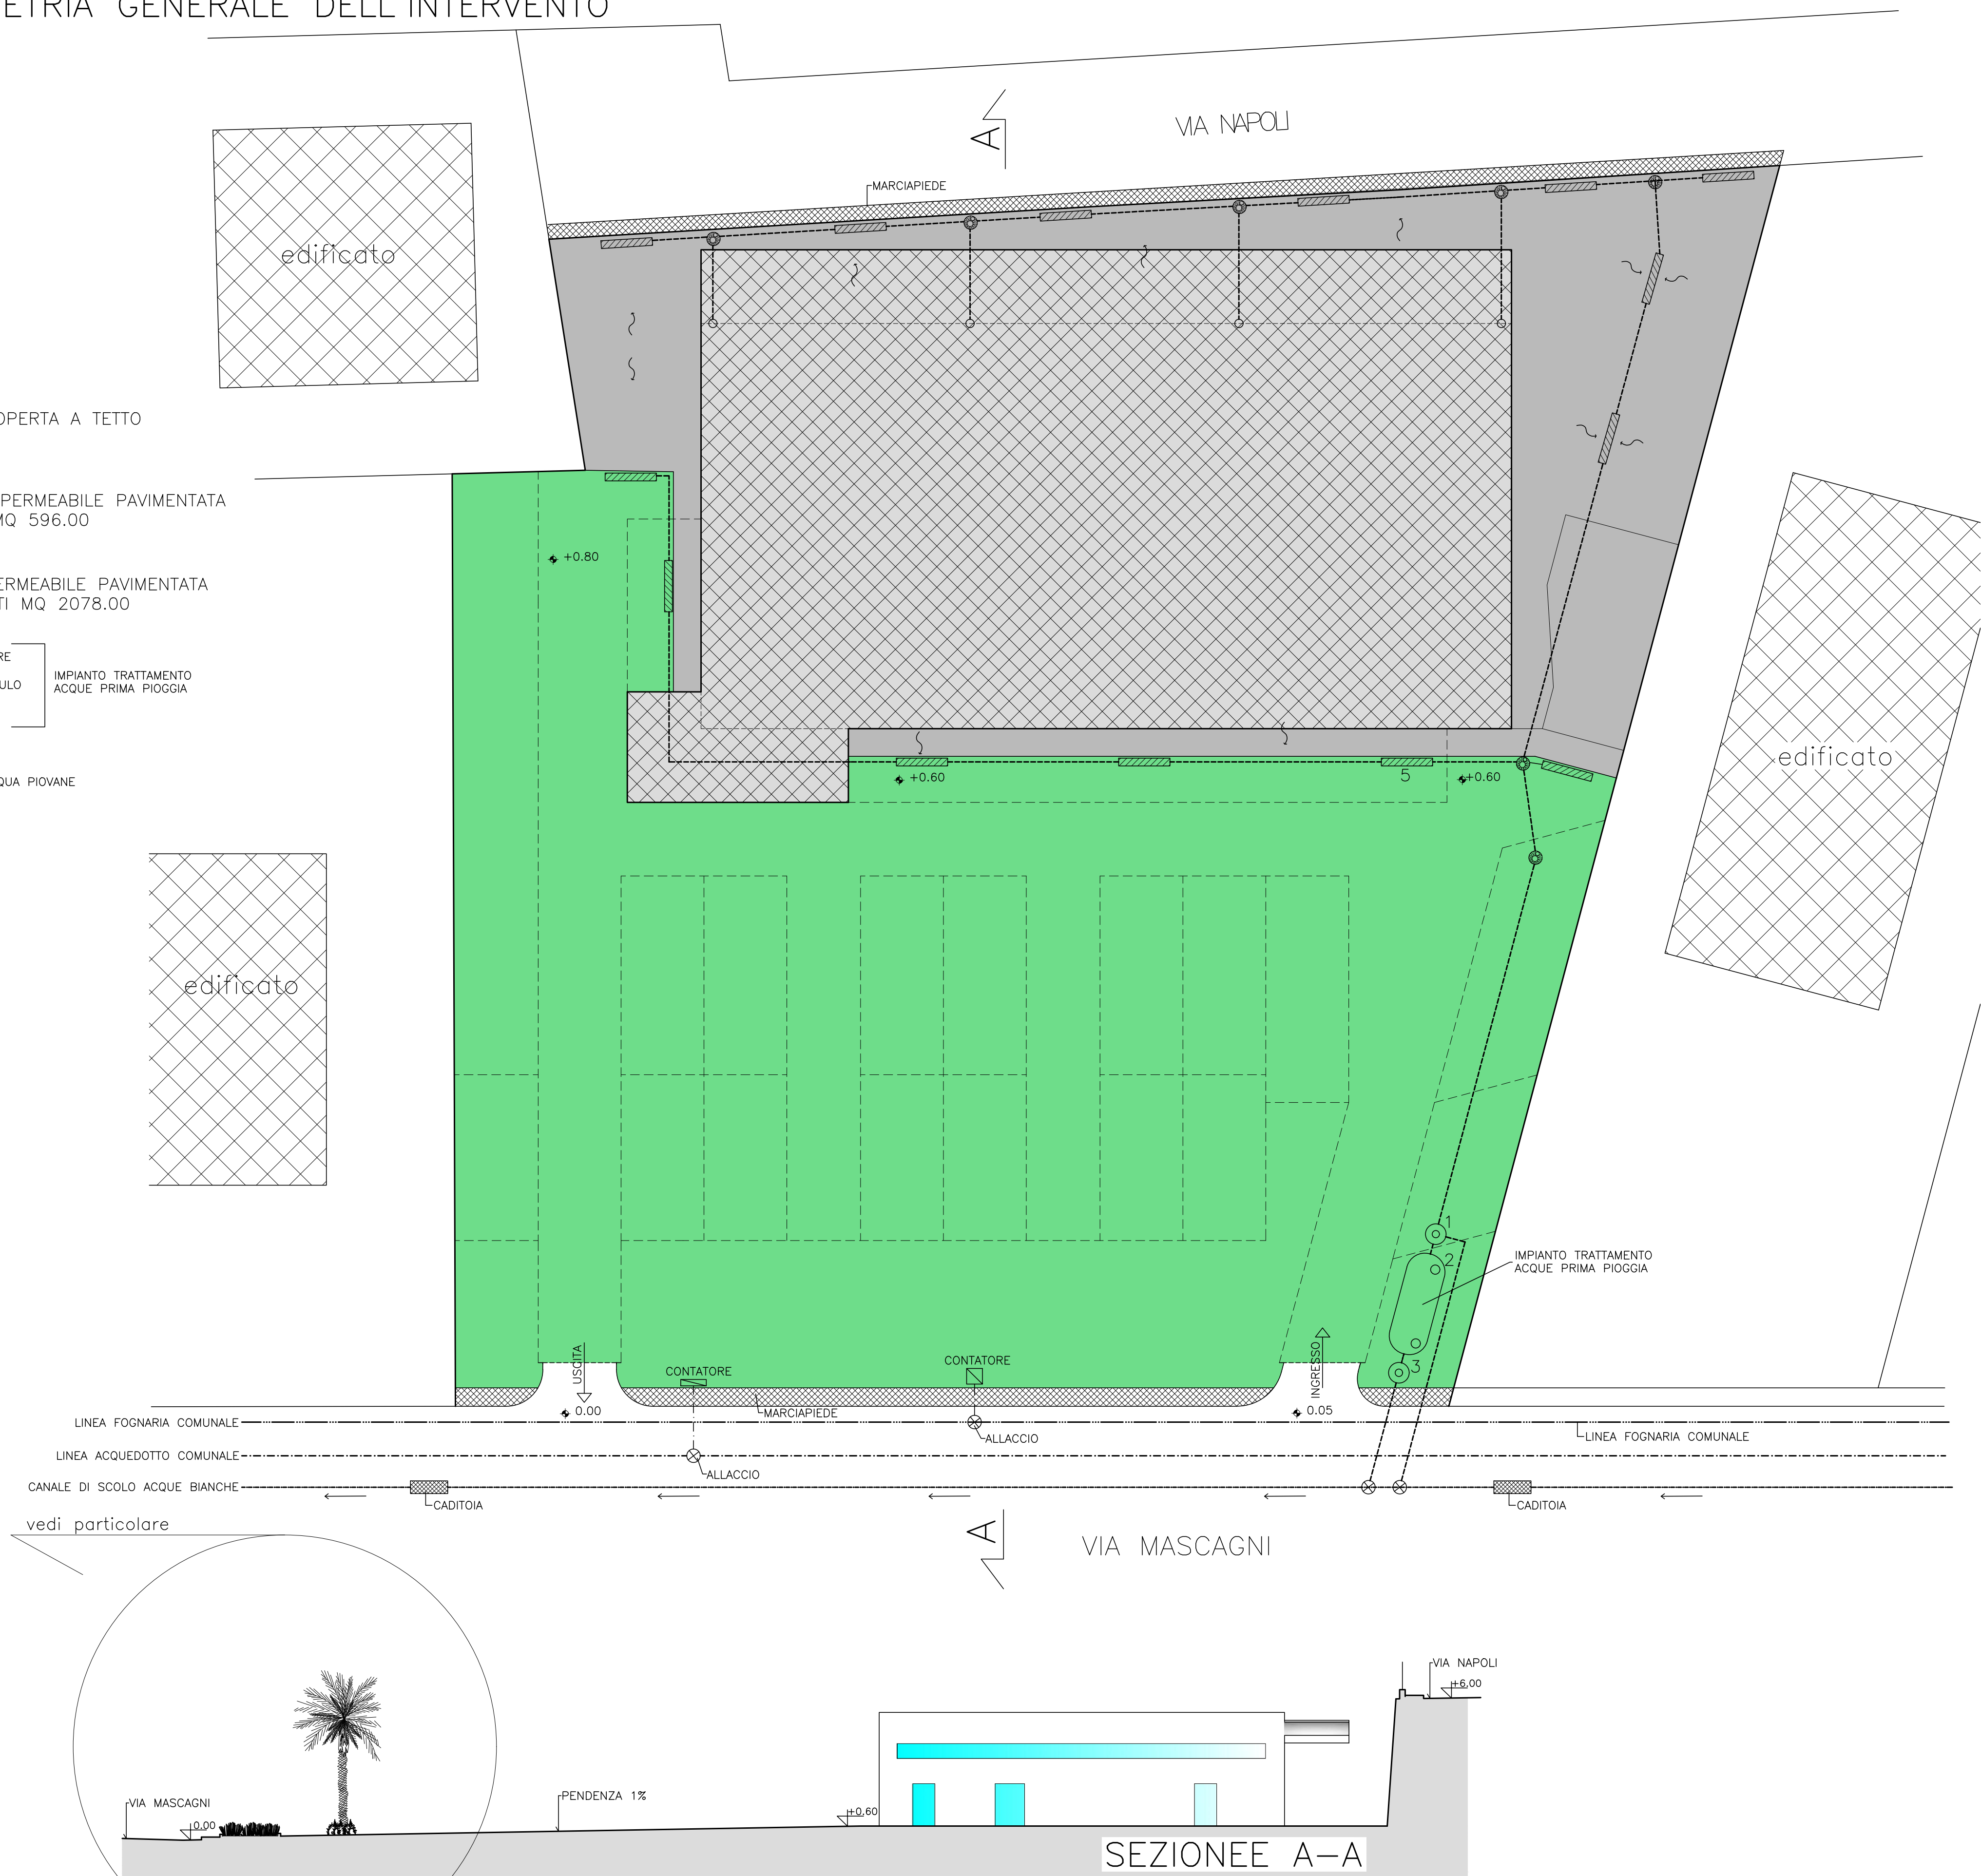 ETRIA GENERALE DELL'INTERVENTO
VIA NAPOLI
A
MARCIAPIEDE
edificato
OPERTA A TETTO
PERMEABILE PAVIMENTATA
MQ 596.00
+0.80
ERMEABILE PAVIMENTATA
TI MQ 2078.00
RE
ULO
IMPIANTO TRATTAMENTO
ACQUE PRIMA PIOGGIA
QUA PIOVANE
edificato
+0.60
5
+0.60
edificato
1
2
IMPIANTO TRATTAMENTO
ACQUE PRIMA PIOGGIA
3
USCITA
CONTATORE
CONTATORE
INGRESSO
0.00
MARCIAPIEDE
0.05
LINEA FOGNARIA COMUNALE
ALLACCIO
LINEA FOGNARIA COMUNALE
LINEA ACQUEDOTTO COMUNALE
ALLACCIO
CANALE DI SCOLO ACQUE BIANCHE
CADITOIA
CADITOIA
vedi particolare
A
VIA MASCAGNI
VIA NAPOLI
+6,00
VIA MASCAGNI
0.00
PENDENZA 1%
+0,60
SEZIONEE A-A